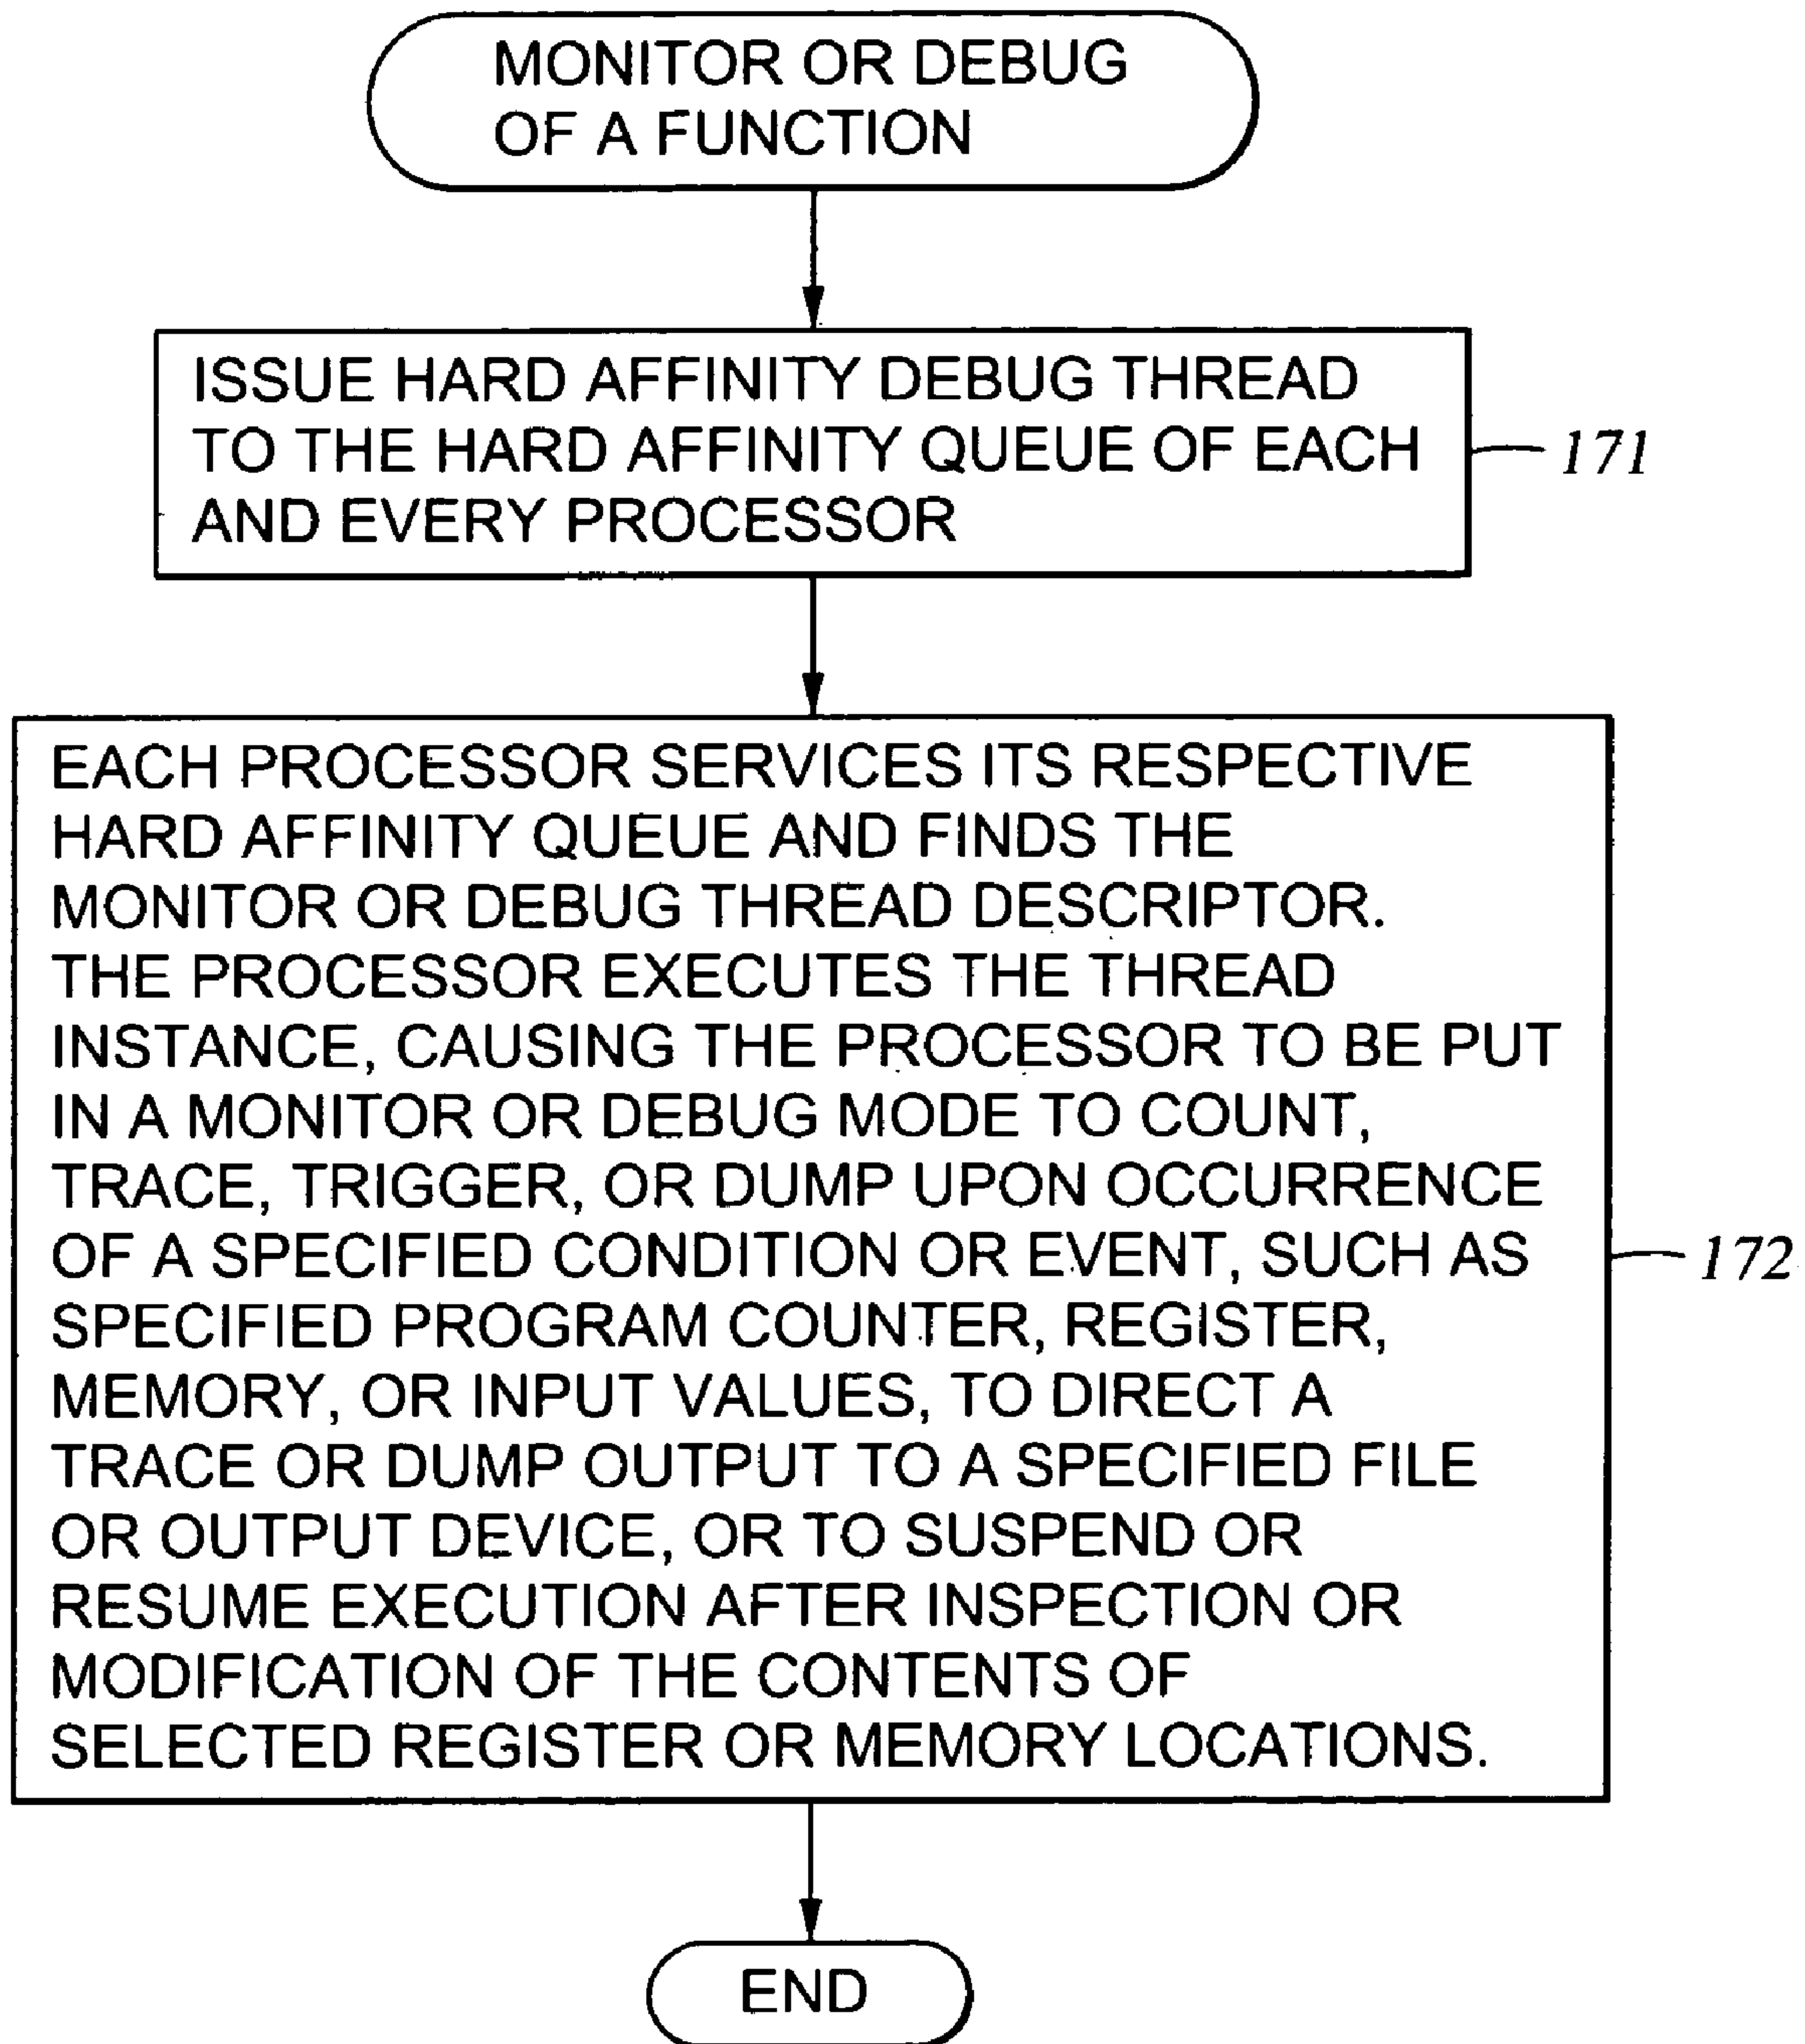 MONITOR OR DEBUG
OF A FUNCTION
ISSUE HARD AFFINITY DEBUG THREAD
TO THE HARD AFFINITY QUEUE OF EACH
AND EVERY PROCESSOR
171
EACH PROCESSOR SERVICES ITS RESPECTIVE
HARD AFFINITY QUEUE AND FINDS THE
MONITOR OR DEBUG THREAD DESCRIPTOR.
THE PROCESSOR EXECUTES THE THREAD
INSTANCE, CAUSING THE PROCESSOR TO BE PUT
IN A MONITOR OR DEBUG MODE TO COUNT,
TRACE, TRIGGER, OR DUMP UPON OCCURRENCE
OF A SPECIFIED CONDITION OR EVENT, SUCH AS
SPECIFIED PROGRAM COUNTER, REGISTER,
MEMORY, OR INPUT VALUES, TO DIRECT A
TRACE OR DUMP OUTPUT TO A SPECIFIED FILE
OR OUTPUT DEVICE, OR TO SUSPEND OR
RESUME EXECUTION AFTER INSPECTION OR
MODIFICATION OF THE CONTENTS OF
SELECTED REGISTER OR MEMORY LOCATIONS.
172
END